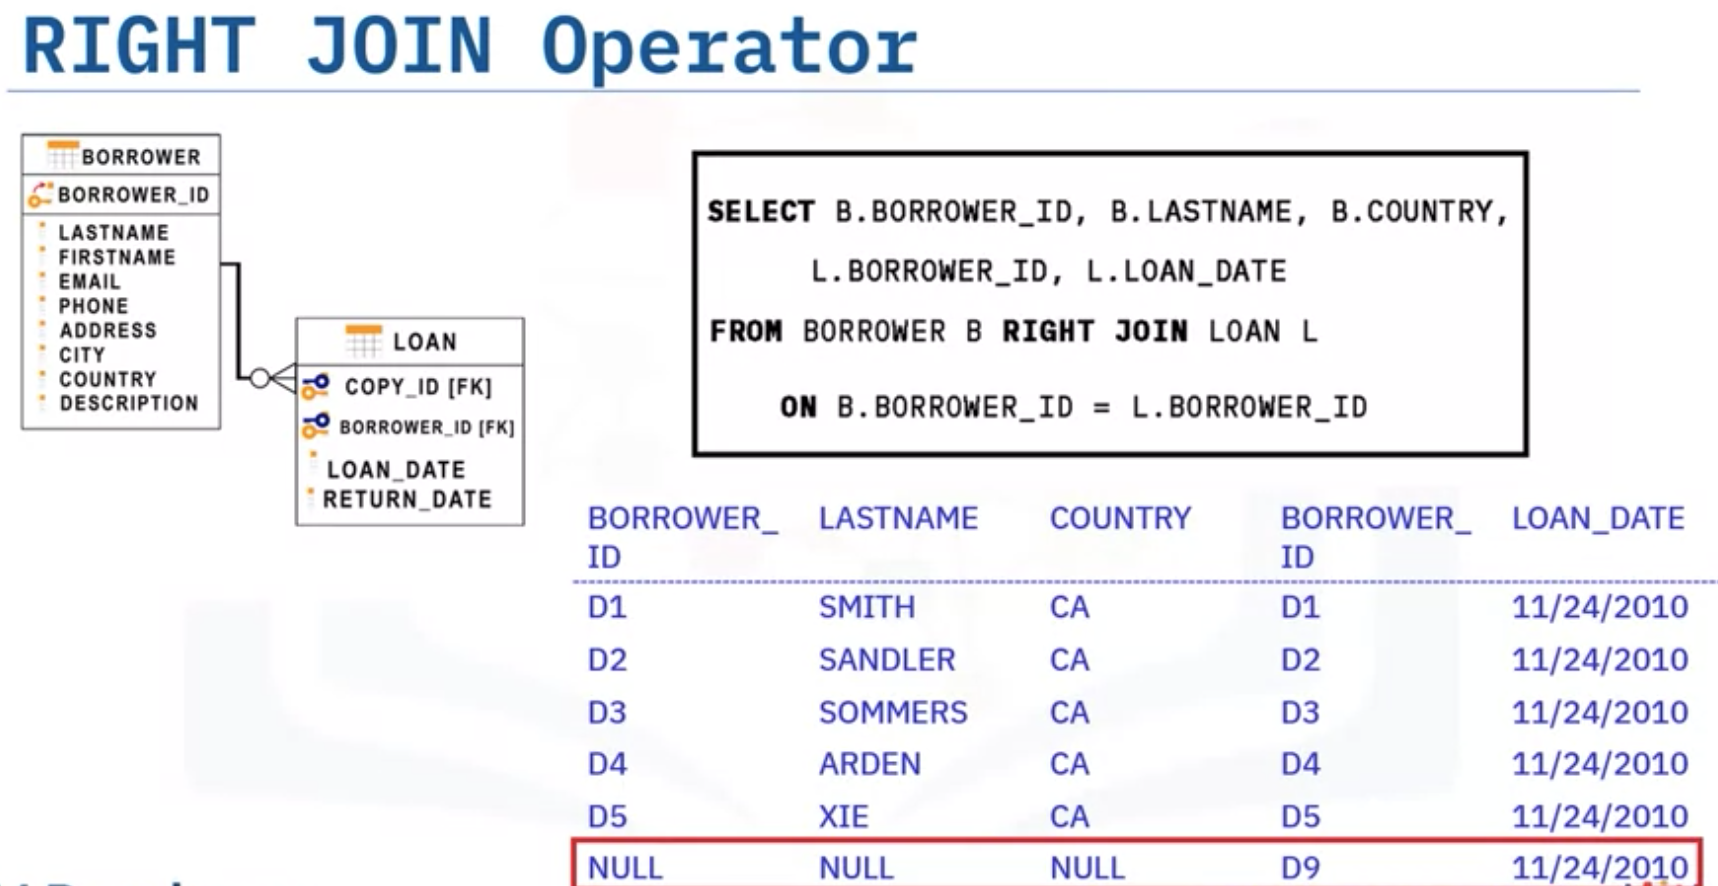 RIGHT JOIN Operator
BORROWER
BORROWER_ID
LASTNAME
FIRSTNAME
EMAIL
PHONE
ADDRESS
CITY
COUNTRY
DESCRIPTION
LOAN
COPY_ID [FK]
BORROWER_ID [FK]
LOAN_DATE
RETURN_DATE
SELECT B.BORROWER_ID, B.LASTNAME, B.COUNTRY,
L.BORROWER_ID, L.LOAN_DATE
FROM BORROWER B RIGHT JOIN LOAN L
ON B.BORROWER_ID = L.BORROWER_ID
BORROWER_ID LASTNAME COUNTRY BORROWER_ID LOAN_DATE
D1 SMITH CA D1 11/24/2010
D2 SANDLER CA D2 11/24/2010
D3 SOMMERS CA D3 11/24/2010
D4 ARDEN CA D4 11/24/2010
D5 XIE CA D5 11/24/2010
NULL NULL NULL D9 11/24/2010